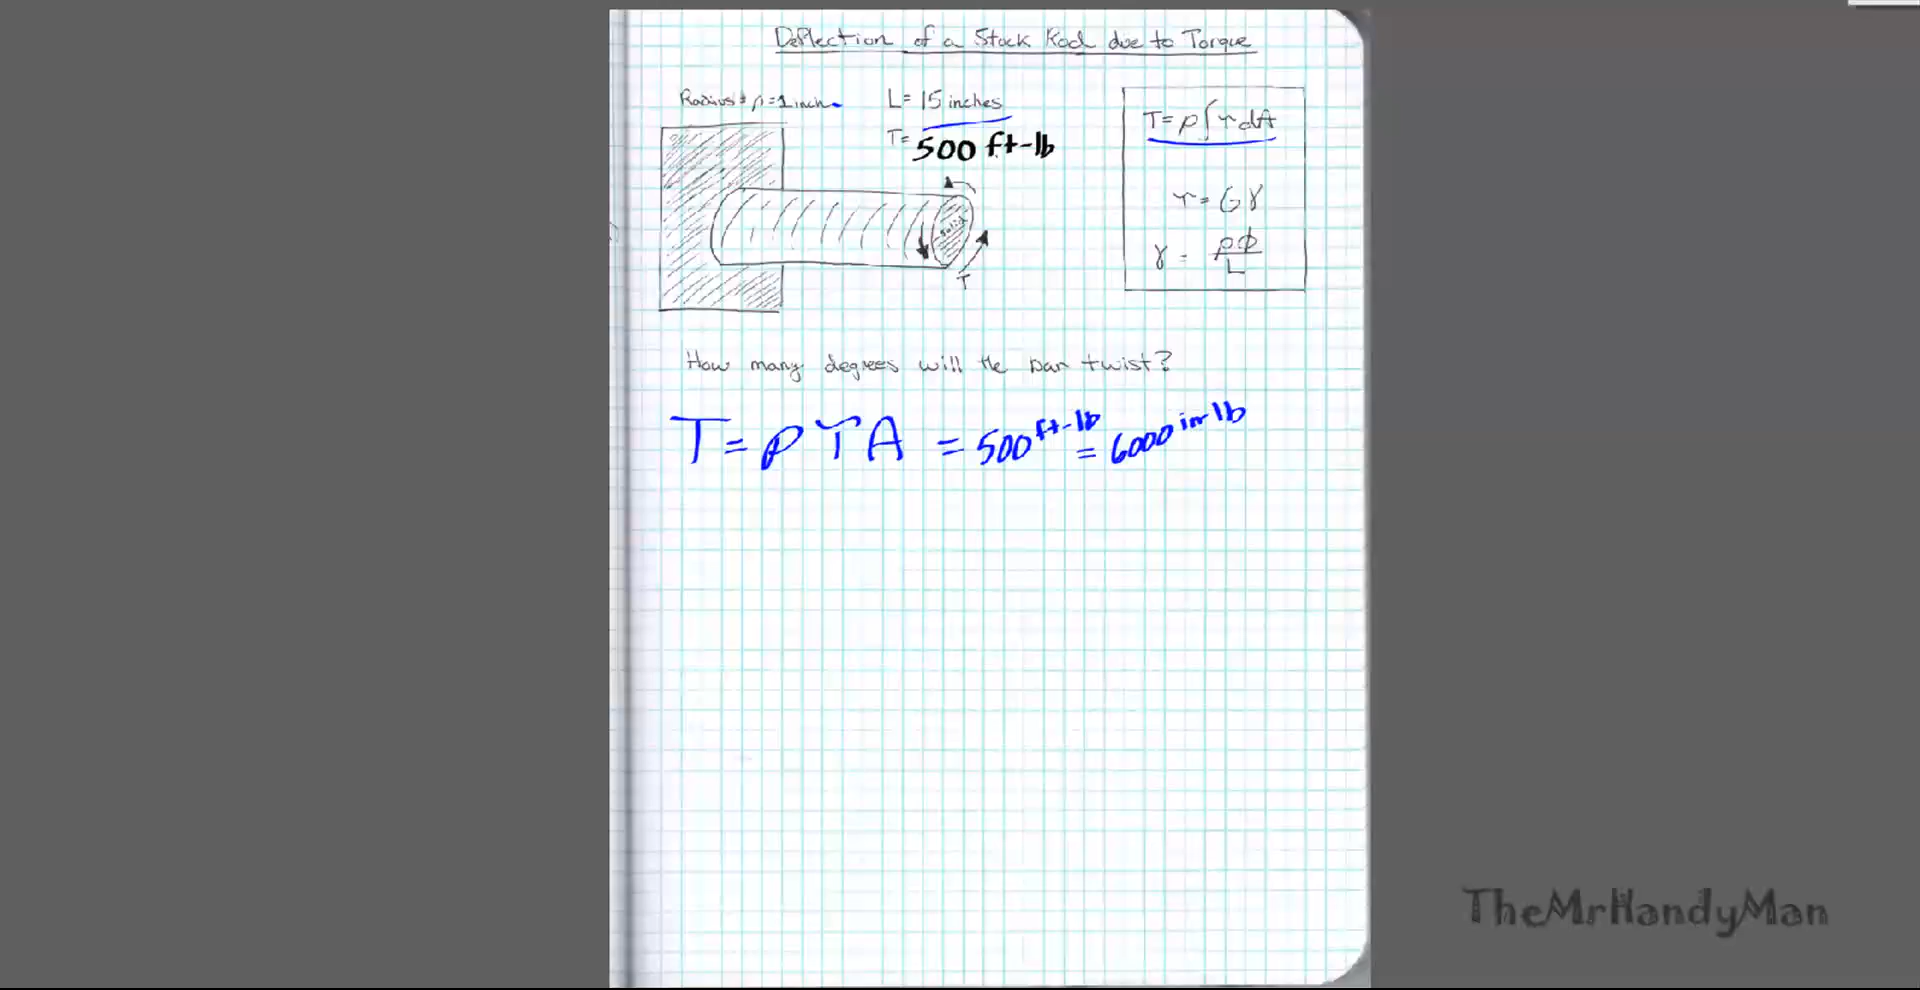 Deflection of a Stock Rod due to Torque
Radius = ρ = 1 inch
L = 15 inches
T = 500 ft-lb
T = ρ∫τdA
τ = Gγ
γ = ρΦ/L
Solid
T
How many degrees will the bar twist?
T = ρ τ A = 500 ft-lb = 6000 in-lb
TheMrHandyMan